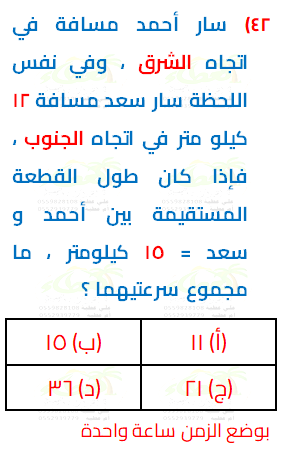 ٤٢) سار أحمد مسافة في
اتجاه الشرق ، وفي نفس
اللحظة سار سعد مسافة ١٢
كيلو متر في اتجاه الجنوب ،
فإذا كان طول القطعة
المستقيمة بين أحمد و
سعد = ١٥ كيلومتر ، ما
مجموع سرعتيهما ؟
(أ) ١١ (ب) ١٥
(ج) ٢١ (د) ٣٦
بوضع الزمن ساعة واحدة